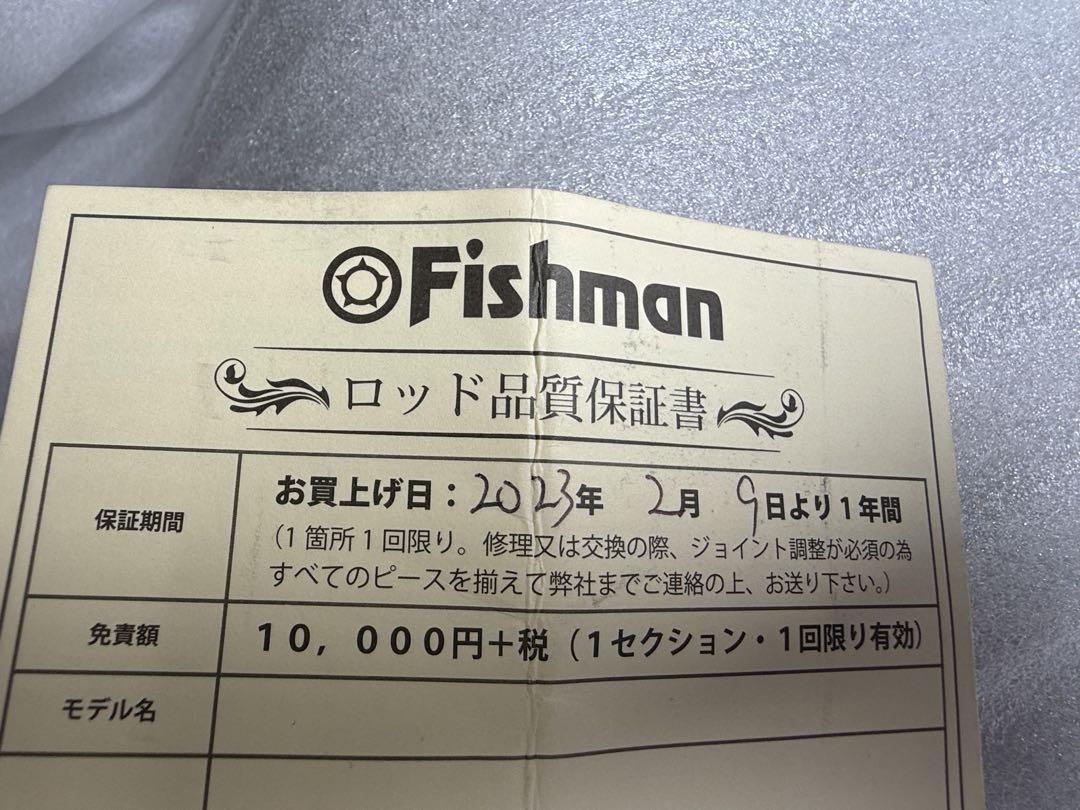 Fishman
ロッド品質保証書
保証期間
お買上げ日：2023年 2月 9日より1年間
（1箇所1回限り。修理又は交換の際、ジョイント調整が必須の為
すべてのピースを揃えて弊社までご連絡の上、お送り下さい。）
免責額
10，000円＋税（1セクション・1回限り有効）
モデル名